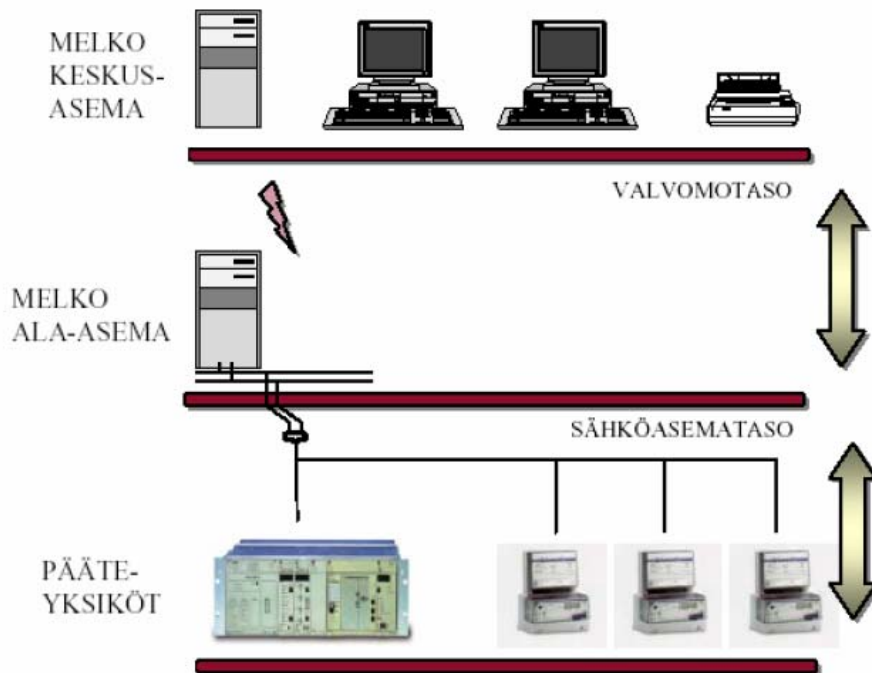 MELKO
KESKUS-
ASEMA
VALVOMOTASO
MELKO
ALA-ASEMA
SÄHKÖASEMATASO
PÄÄTE-
YKSIKÖT